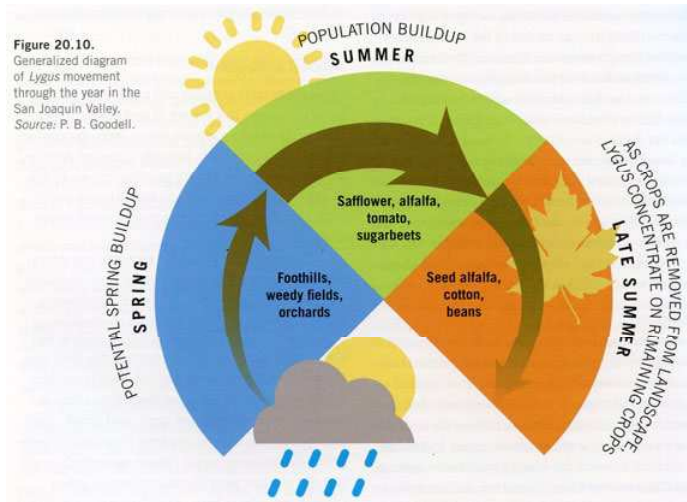 Figure 20.10.
Generalized diagram
of Lygus movement
through the year in the
San Joaquin Valley.
Source: P. B. Goodell.
POPULATION BUILDUP
SUMMER
Safflower, alfalfa,
tomato,
sugarbeets
POTENTIAL SPRING BUILDUP
SPRING
Foothills,
weedy fields,
orchards
Seed alfalfa,
cotton,
beans
LATE SUMMER
AS CROPS ARE REMOVED FROM LANDSCAPE,
LYGUS CONCENTRATE ON RIMAINING CROPS